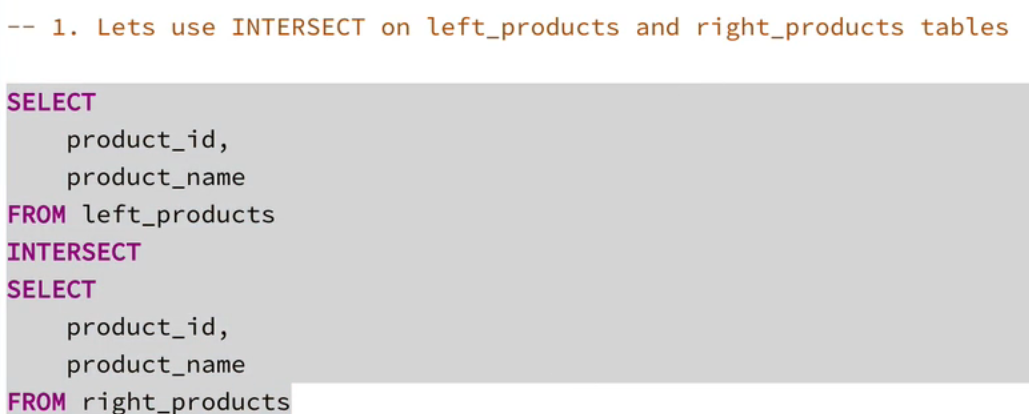 -- 1. Lets use INTERSECT on left_products and right_products tables
SELECT
product_id,
product_name
FROM left_products
INTERSECT
SELECT
product_id,
product_name
FROM right_products